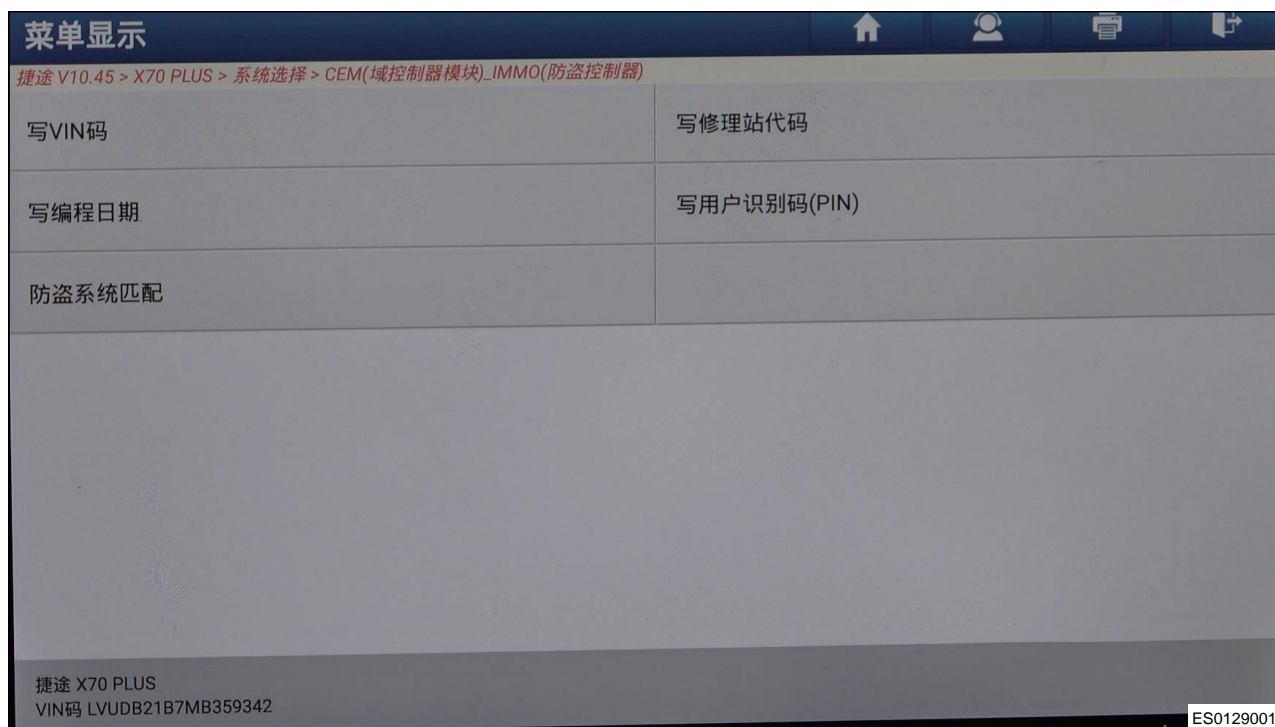 菜单显示
捷途 V10.45 > X70 PLUS > 系统选择 > CEM(域控制器模块)_IMMO(防盗控制器)
写VIN码
写修理站代码
写编程日期
写用户识别码(PIN)
防盗系统匹配
捷途 X70 PLUS
VIN码 LVUDB21B7MB359342
ES0129001